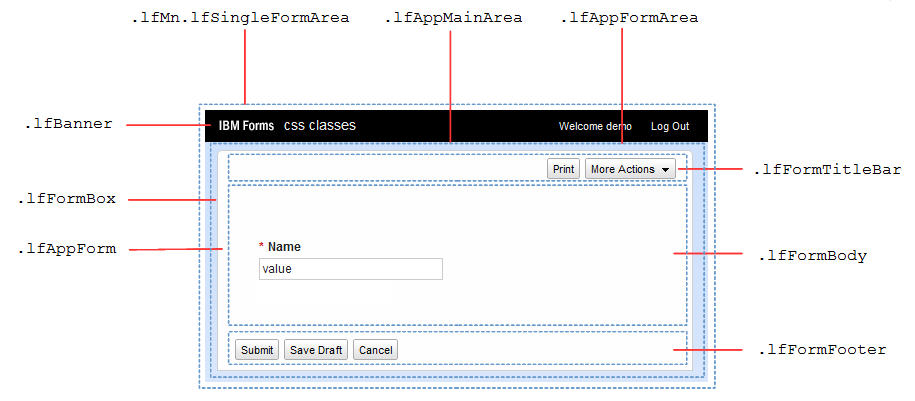 .lfMn.lfSingleFormArea .lfAppMainArea .lfAppFormArea
.lfBanner
IBM Forms css classes Welcome demo Log Out
Print More Actions
.lfFormTitleBar
.lfFormBox
.lfAppForm
* Name
.lfFormBody
value
Submit Save Draft Cancel
.lfFormFooter